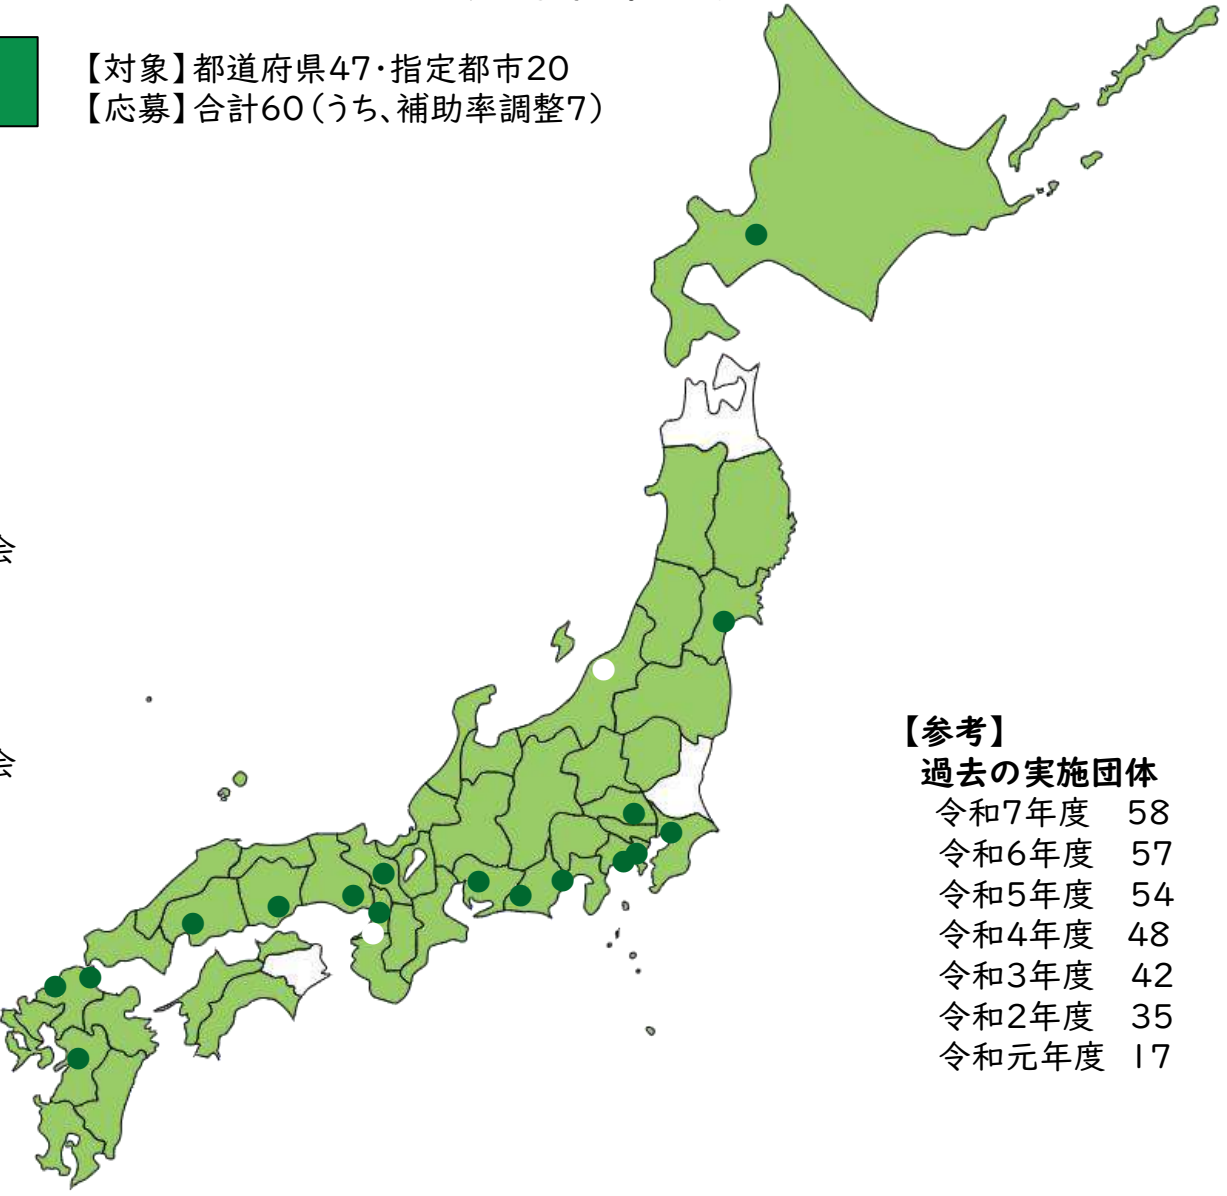 【対象】都道府県47・指定都市20
【応募】合計60(うち、補助率調整7)
会
会
【参考】
過去の実施団体
令和7年度 58
令和6年度 57
令和5年度 54
令和4年度 48
令和3年度 42
令和2年度 35
令和元年度 17